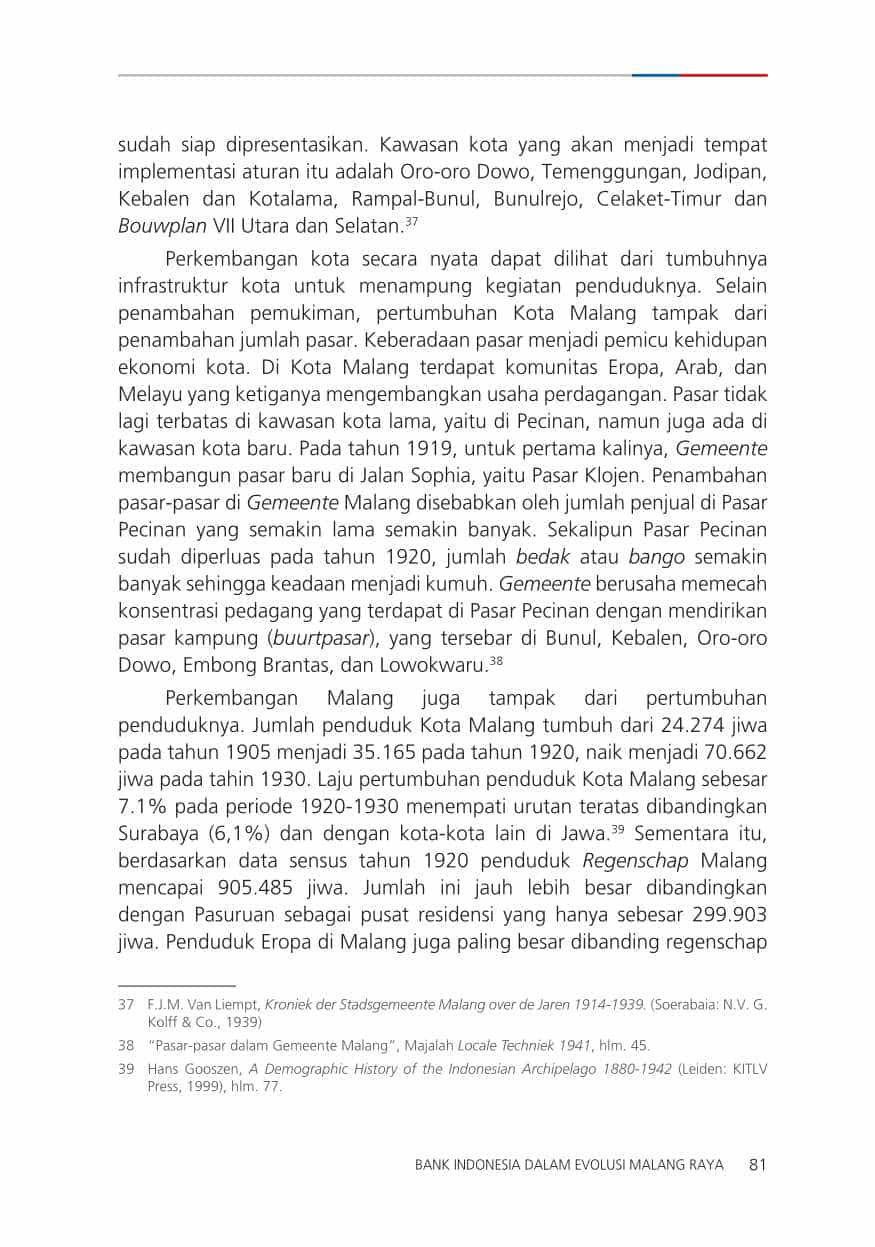 sudah siap dipresentasikan. Kawasan kota yang akan menjadi tempat
implementasi aturan itu adalah Oro-oro Dowo, Temenggungan, Jodipan,
Kebalen dan Kotalama, Rampal-Bunul, Bunulrejo, Celaket-Timur dan
Bouwplan VII Utara dan Selatan.37
Perkembangan kota secara nyata dapat dilihat dari tumbuhnya
infrastruktur kota untuk menampung kegiatan penduduknya. Selain
penambahan pemukiman, pertumbuhan Kota Malang tampak dari
penambahan jumlah pasar. Keberadaan pasar menjadi pemicu kehidupan
ekonomi kota. Di Kota Malang terdapat komunitas Eropa, Arab, dan
Melayu yang ketiganya mengembangkan usaha perdagangan. Pasar tidak
lagi terbatas di kawasan kota lama, yaitu di Pecinan, namun juga ada di
kawasan kota baru. Pada tahun 1919, untuk pertama kalinya, Gemeente
membangun pasar baru di Jalan Sophia, yaitu Pasar Klojen. Penambahan
pasar-pasar di Gemeente Malang disebabkan oleh jumlah penjual di Pasar
Pecinan yang semakin lama semakin banyak. Sekalipun Pasar Pecinan
sudah diperluas pada tahun 1920, jumlah bedak atau bango semakin
banyak sehingga keadaan menjadi kumuh. Gemeente berusaha memecah
konsentrasi pedagang yang terdapat di Pasar Pecinan dengan mendirikan
pasar kampung (buurtpasar), yang tersebar di Bunul, Kebalen, Oro-oro
Dowo, Embong Brantas, dan Lowokwaru.38
Perkembangan Malang juga tampak dari pertumbuhan
penduduknya. Jumlah penduduk Kota Malang tumbuh dari 24.274 jiwa
pada tahun 1905 menjadi 35.165 pada tahun 1920, naik menjadi 70.662
jiwa pada tahin 1930. Laju pertumbuhan penduduk Kota Malang sebesar
7.1% pada periode 1920-1930 menempati urutan teratas dibandingkan
Surabaya (6,1%) dan dengan kota-kota lain di Jawa.39 Sementara itu,
berdasarkan data sensus tahun 1920 penduduk Regenschap Malang
mencapai 905.485 jiwa. Jumlah ini jauh lebih besar dibandingkan
dengan Pasuruan sebagai pusat residensi yang hanya sebesar 299.903
jiwa. Penduduk Eropa di Malang juga paling besar dibanding regenschap
37 F.J.M. Van Liempt, Kroniek der Stadsgemeente Malang over de Jaren 1914-1939. (Soerabaia: N.V. G.
Kolff & Co., 1939)
38 “Pasar-pasar dalam Gemeente Malang”, Majalah Locale Techniek 1941, hlm. 45.
39 Hans Gooszen, A Demographic History of the Indonesian Archipelago 1880-1942 (Leiden: KITLV
Press, 1999), hlm. 77.
BANK INDONESIA DALAM EVOLUSI MALANG RAYA 81